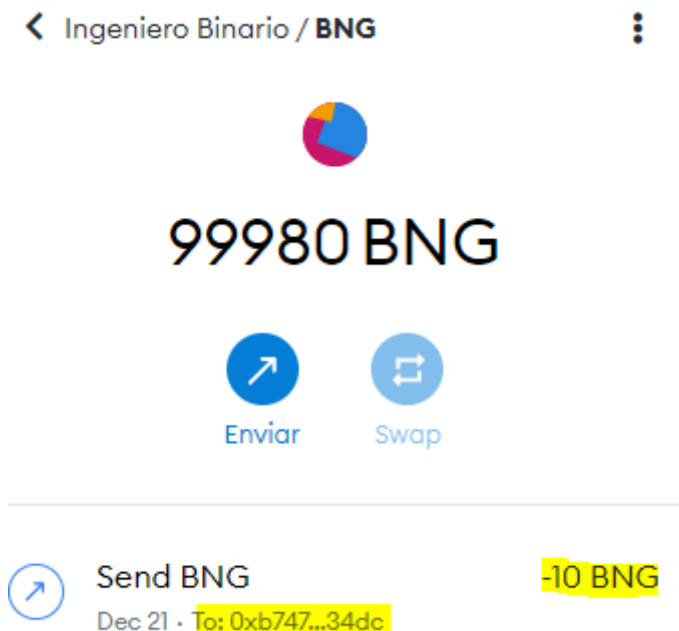 Ingeniero Binario / BNG
99980 BNG
Enviar Swap
Send BNG -10 BNG
Dec 21 · To: 0xb747...34dc